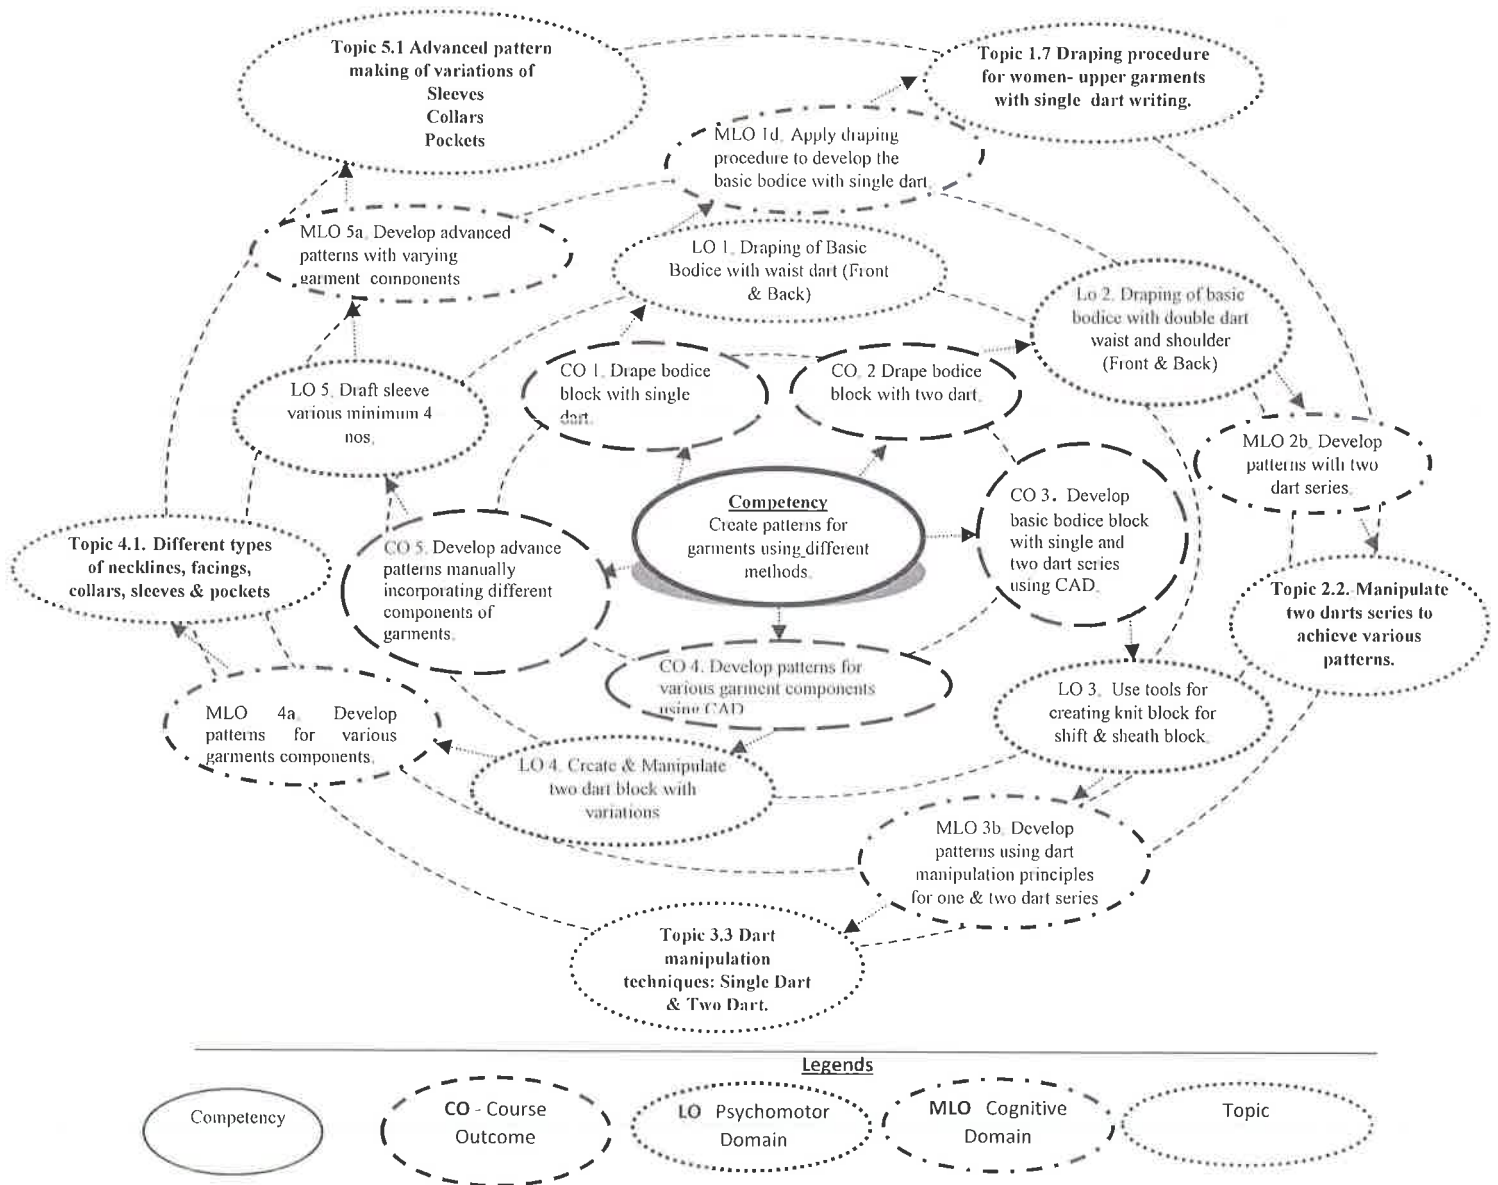 Topic 5.1 Advanced pattern
making of variations of
Sleeves
Collars
Pockets
Topic 1.7 Draping procedure
for women- upper garments
with single dart writing.
MLO 1d. Apply draping
procedure to develop the
basic bodice with single dart.
MLO 5a. Develop advanced
patterns with varying
garment components
LO 1. Draping of Basic
Bodice with waist dart (Front
& Back)
Lo 2. Draping of basic
bodice with double dart
waist and shoulder
(Front & Back)
LO 5. Draft sleeve
various minimum 4
nos.
CO 1. Drape bodice
block with single
dart.
CO. 2 Drape bodice
block with two dart.
MLO 2b. Develop
patterns with two
dart series.
Competency
Create patterns for
garments using different
methods.
CO 3. Develop
basic bodice block
with single and
two dart series
using CAD.
Topic 4.1. Different types
of necklines, facings,
collars, sleeves & pockets
CO 5. Develop advance
patterns manually
incorporating different
components of
garments.
Topic 2.2. Manipulate
two darts series to
achieve various
patterns.
CO 4. Develop patterns for
various garment components
using CAD
LO 3. Use tools for
creating knit block for
shift & sheath block.
MLO 4a. Develop
patterns for various
garments components.
LO 4. Create & Manipulate
two dart block with
variations
MLO 3b. Develop
patterns using dart
manipulation principles
for one & two dart series
Topic 3.3 Dart
manipulation
techniques: Single Dart
& Two Dart.
Legends
Competency
CO - Course
Outcome
LO Psychomotor
Domain
MLO Cognitive
Domain
Topic